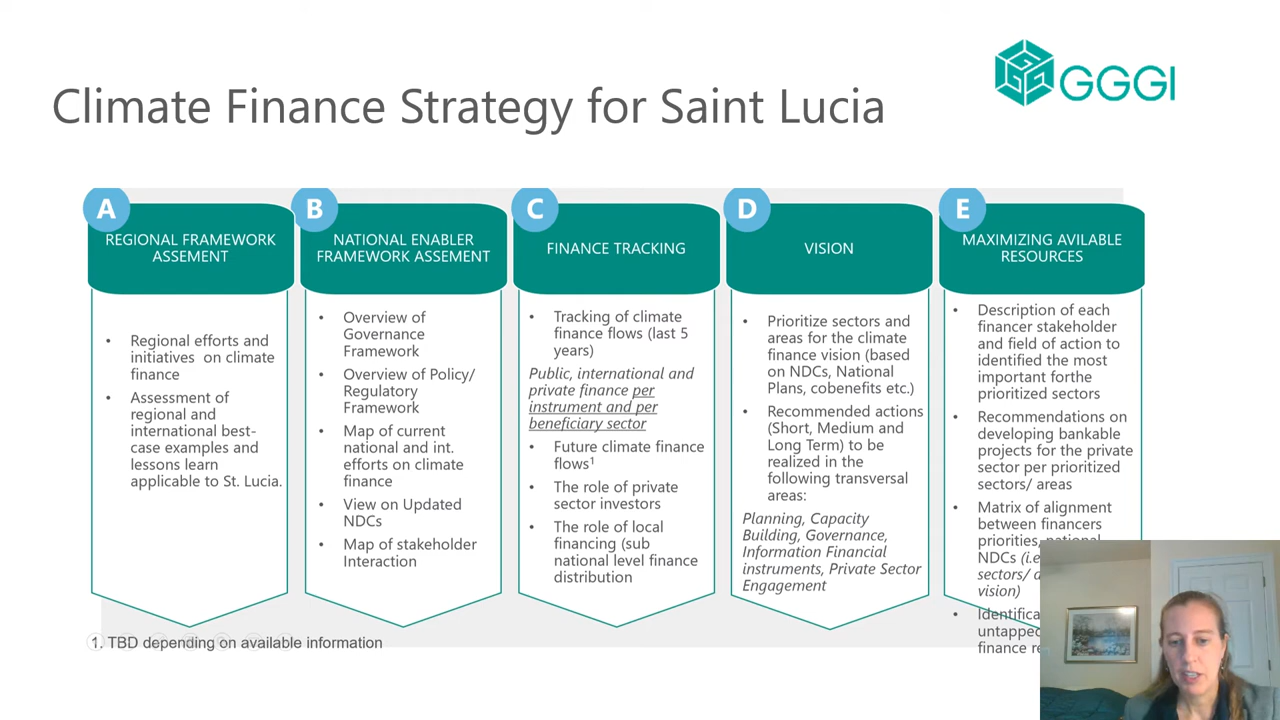 GGGI
Climate Finance Strategy for Saint Lucia
A
REGIONAL FRAMEWORK
ASSEMENT
• Regional efforts and
initiatives on climate
finance
• Assessment of
regional and
international best-
case examples and
lessons learn
applicable to St. Lucia.
B
NATIONAL ENABLER
FRAMEWORK ASSEMENT
• Overview of
Governance
Framework
• Overview of Policy/
Regulatory
Framework
• Map of current
national and int.
efforts on climate
finance
• View on Updated
NDCs
• Map of stakeholder
Interaction
C
FINANCE TRACKING
• Tracking of climate
finance flows (last 5
years)
Public, international and
private finance per
instrument and per
beneficiary sector
• Future climate finance
flows¹
• The role of private
sector investors
• The role of local
financing (sub
national level finance
distribution
D
VISION
• Prioritize sectors and
areas for the climate
finance vision (based
on NDCs, National
Plans, cobenefits etc.)
• Recommended actions
(Short, Medium and
Long Term) to be
realized in the
following transversal
areas:
Planning, Capacity
Building, Governance,
Information Financial
instruments, Private Sector
Engagement
E
MAXIMIZING AVILABLE
RESOURCES
• Description of each
financer stakeholder
and field of action to
identified the most
important forthe
prioritized sectors
• Recommendations on
developing bankable
projects for the private
sector per prioritized
sectors/ areas
• Matrix of alignment
between financers
priorities, national
NDCs (i.e
sectors/
vision)
•
untapped
finance
1. TBD depending on available information